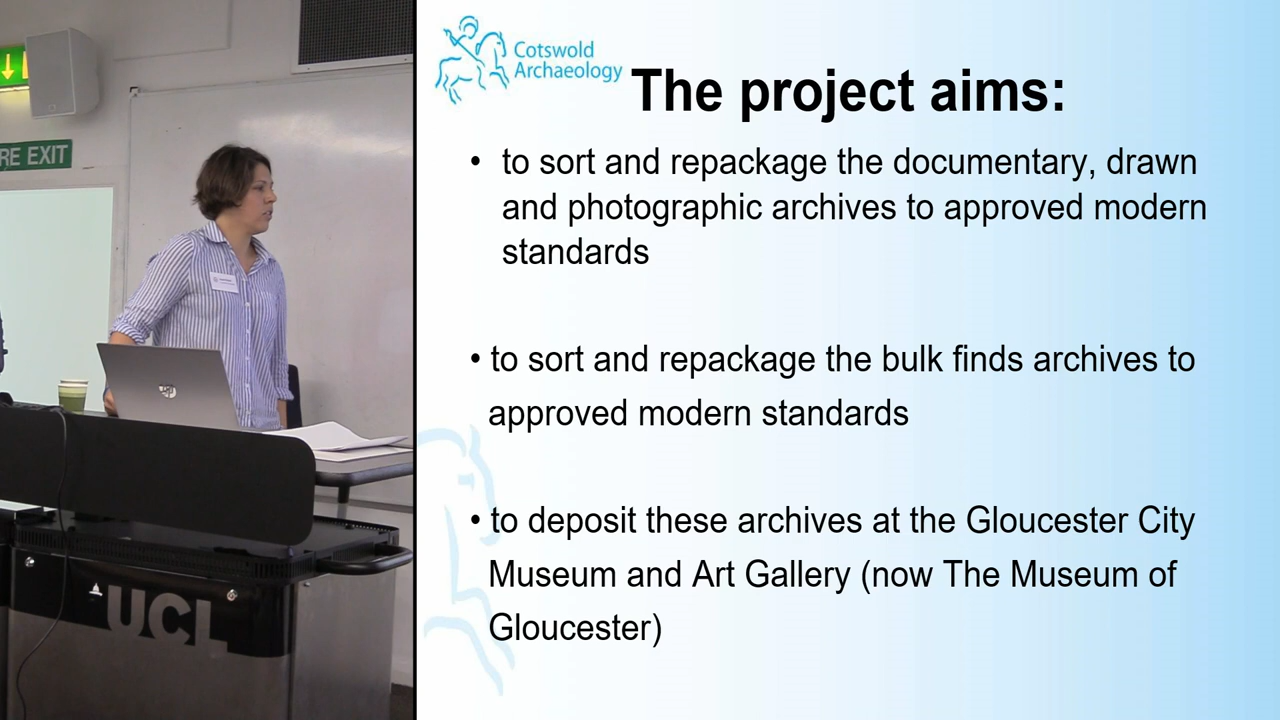 RE EXIT
UCL
Cotswold
Archaeology
The project aims:
• to sort and repackage the documentary, drawn
and photographic archives to approved modern
standards
• to sort and repackage the bulk finds archives to
approved modern standards
• to deposit these archives at the Gloucester City
Museum and Art Gallery (now The Museum of
Gloucester)